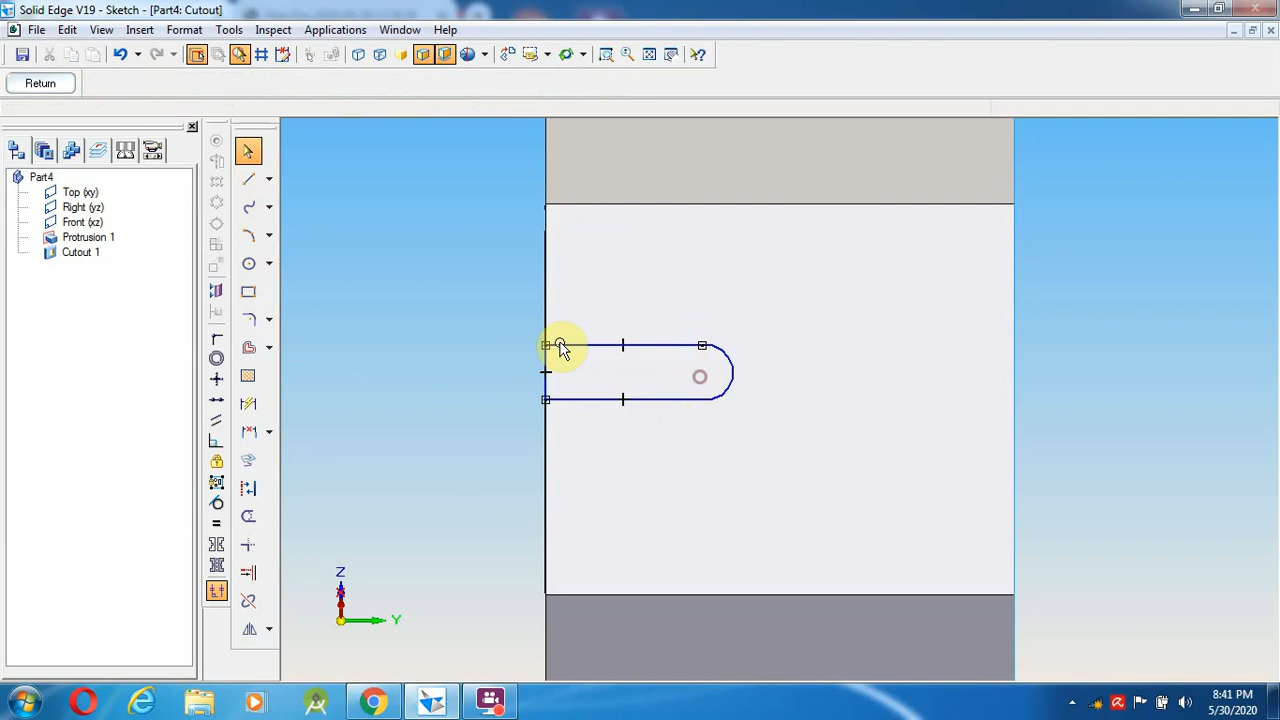 Solid Edge V19 - Sketch - [Part4: Cutout]
File Edit View Insert Format Tools Inspect Applications Window Help
Return
Part4
Top (xy)
Right (yz)
Front (xz)
Protrusion 1
Cutout 1
Z
Y
8:41 PM
5/30/2020